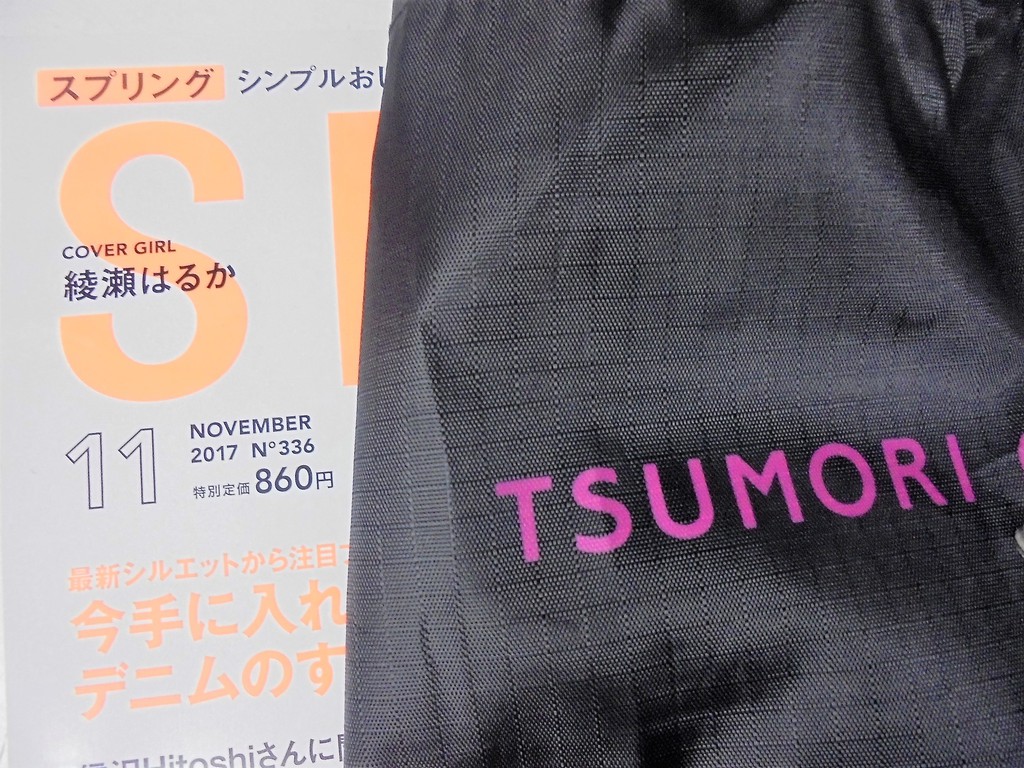 スプリング シンプルおし
S
COVER GIRL
綾瀬はるか
11
NOVEMBER
2017 N°336
特別定価 860円
最新シルエットから注目
今手に入れ
デニムのす
Hitoshiさんに
TSUMORI